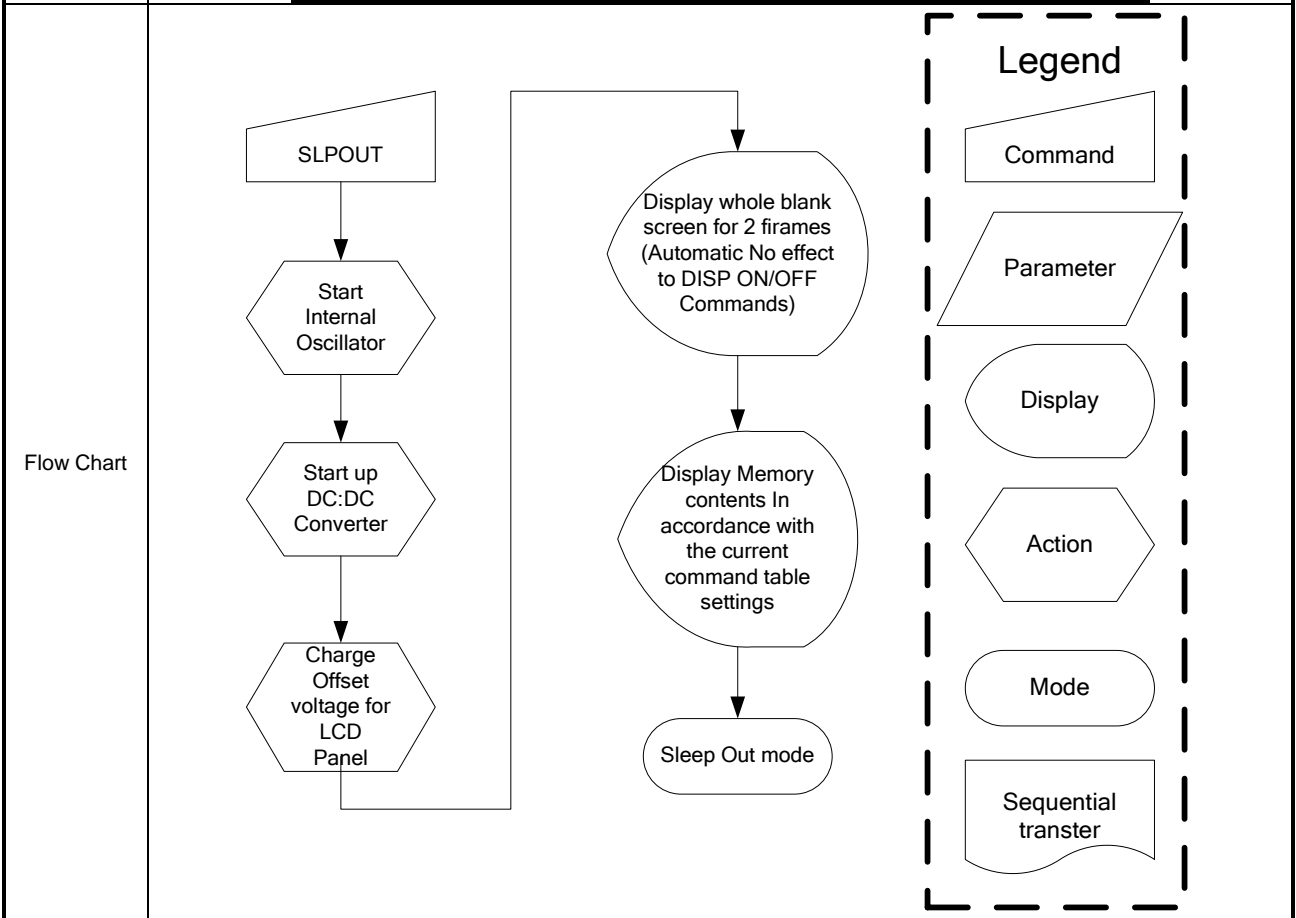 Flow Chart
SLPOUT
Start
Internal
Oscillator
Start up
DC:DC
Converter
Charge
Offset
voltage for
LCD
Panel
Display whole blank
screen for 2 firames
(Automatic No effect
to DISP ON/OFF
Commands)
Display Memory
contents In
accordance with
the current
command table
settings
Sleep Out mode
Legend
Command
Parameter
Display
Action
Mode
Sequential
transter